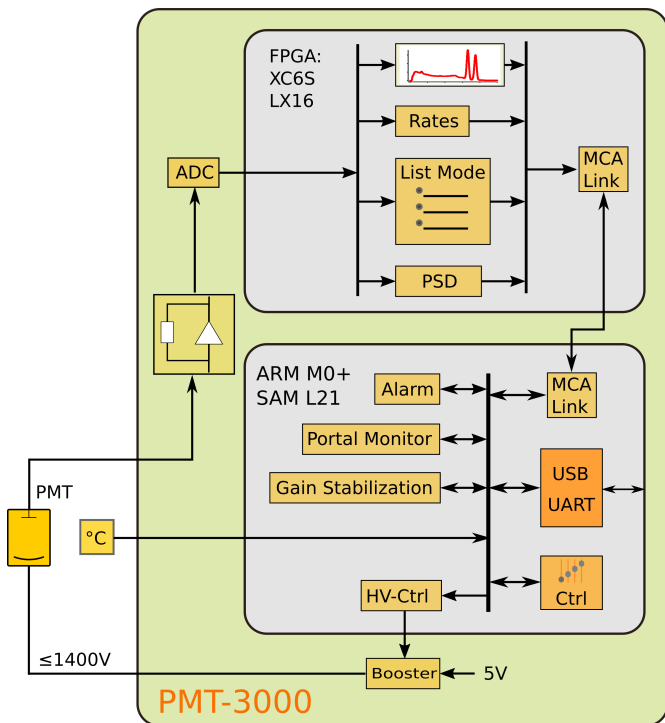 FPGA:
XC6S
LX16
Rates
List Mode
PSD
MCA
Link
ADC
ARM M0+
SAM L21
Alarm
MCA
Link
Portal Monitor
Gain Stabilization
USB
UART
PMT
°C
HV-Ctrl
Ctrl
≤1400V
Booster
5V
PMT-3000